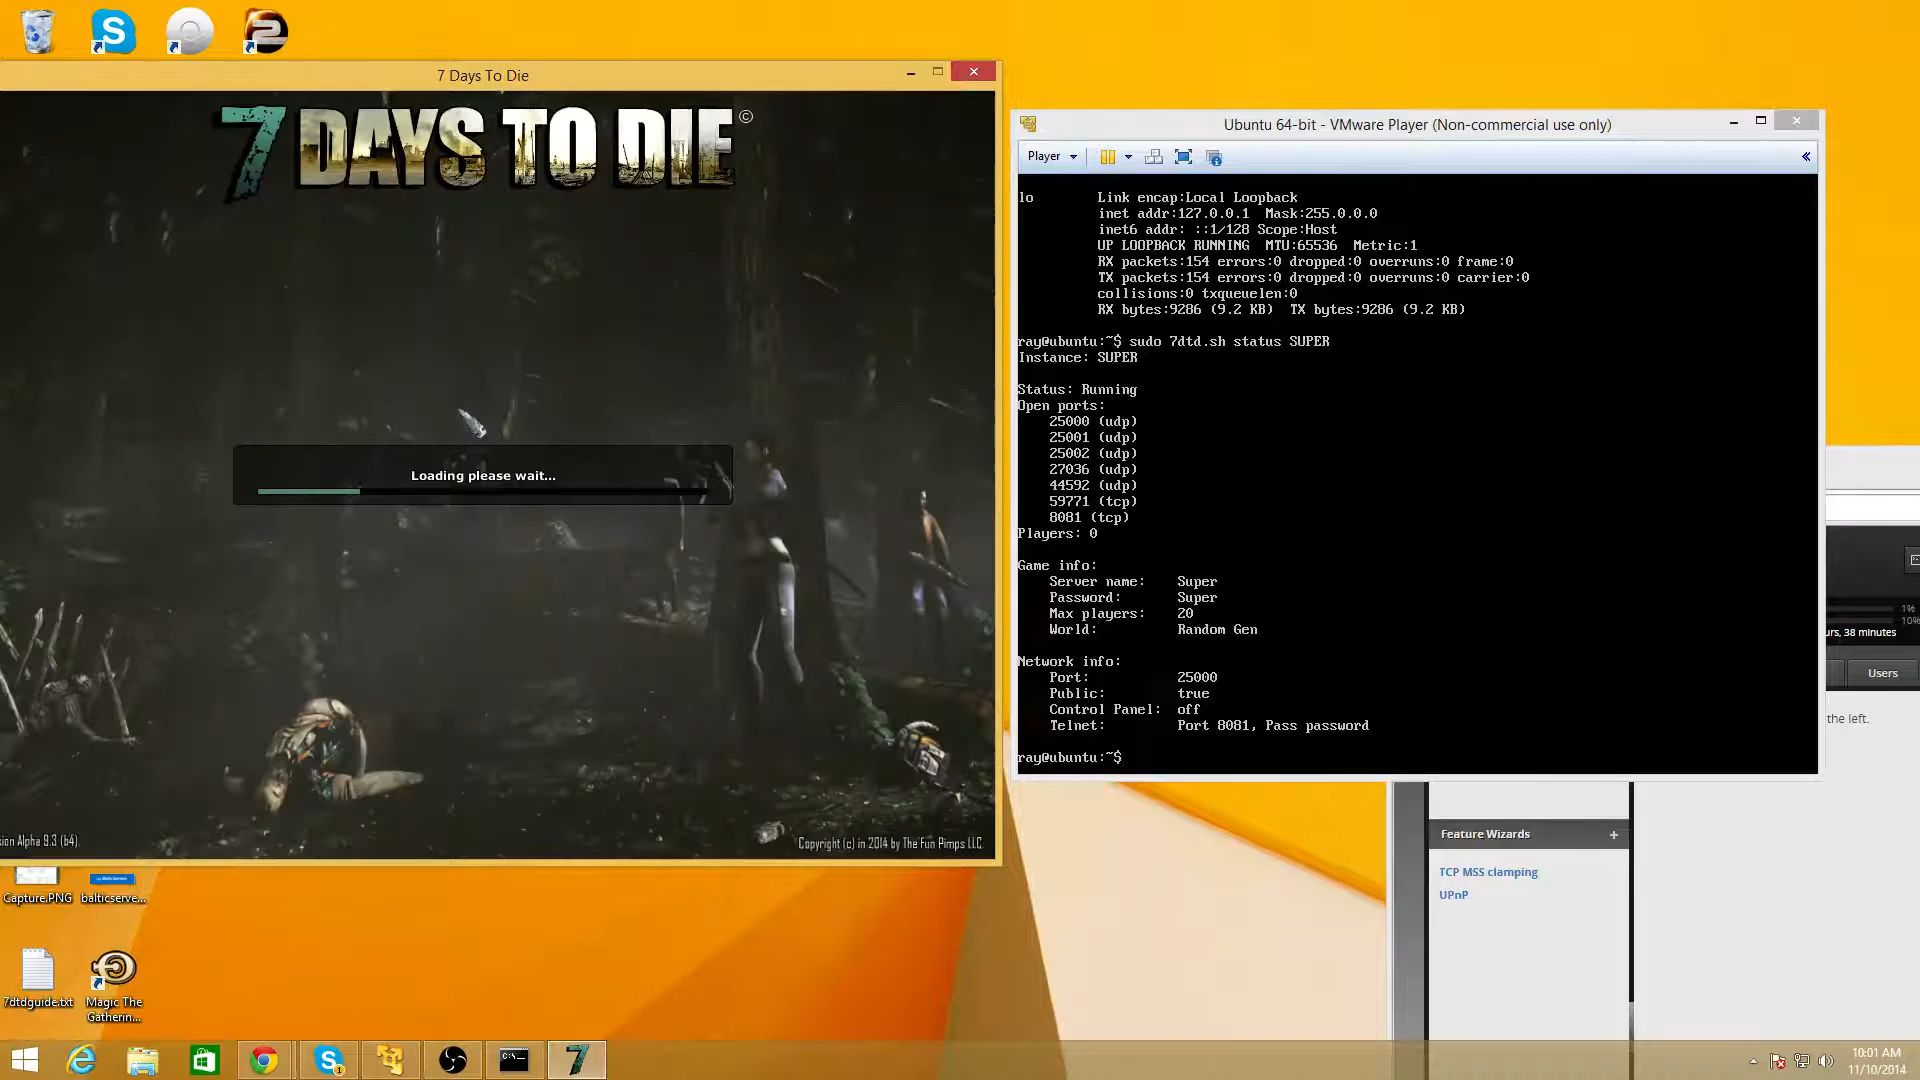 7 Days To Die
7 DAYS TO DIE ©
Loading please wait...
sion Alpha 9.3 (b4)
Copyright (c) in 2014 by The Fun Pimps LLC.
Ubuntu 64-bit - VMware Player (Non-commercial use only)
Player
lo Link encap:Local Loopback
inet addr:127.0.0.1 Mask:255.0.0.0
inet6 addr: ::1/128 Scope:Host
UP LOOPBACK RUNNING MTU:65536 Metric:1
RX packets:154 errors:0 dropped:0 overruns:0 frame:0
TX packets:154 errors:0 dropped:0 overruns:0 carrier:0
collisions:0 txqueuelen:0
RX bytes:9286 (9.2 KB) TX bytes:9286 (9.2 KB)
ray@ubuntu:~$ sudo 7dtd.sh status SUPER
Instance: SUPER
Status: Running
Open ports:
25000 (udp)
25001 (udp)
25002 (udp)
27036 (udp)
44592 (udp)
59771 (tcp)
8081 (tcp)
Players: 0
Game info:
Server name: Super
Password: Super
Max players: 20
World: Random Gen
Network info:
Port: 25000
Public: true
Control Panel: off
Telnet: Port 8081, Pass password
ray@ubuntu:~$
1%
10%
urs, 38 minutes
Users
the left.
Feature Wizards +
TCP MSS clamping
UPnP
Capture.PNG
balticserve...
7dtdguide.txt
Magic The
Gatherin...
10:01 AM
11/10/2014